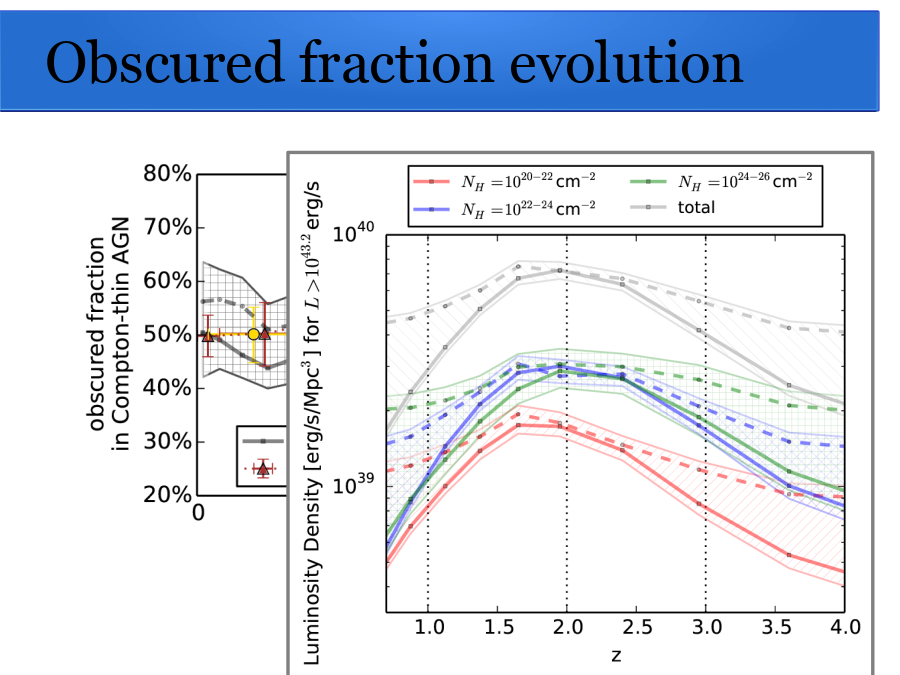 Obscured fraction evolution
obscured fraction
in Compton-thin AGN
80%
70%
60%
50%
40%
30%
20%
0
N_H = 10^{20−22} cm^{−2}
N_H = 10^{22−24} cm^{−2}
N_H = 10^{24−26} cm^{−2}
total
Luminosity Density [erg/s/Mpc^3] for L > 10^{43.2} erg/s
10^{40}
10^{39}
1.0 1.5 2.0 2.5 3.0 3.5 4.0
z